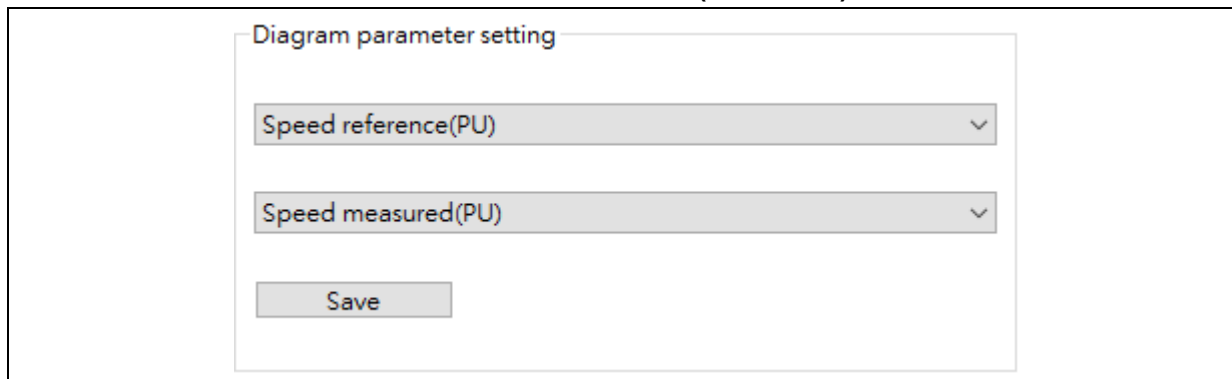 Diagram parameter setting
Speed reference(PU)
Speed measured(PU)
Save